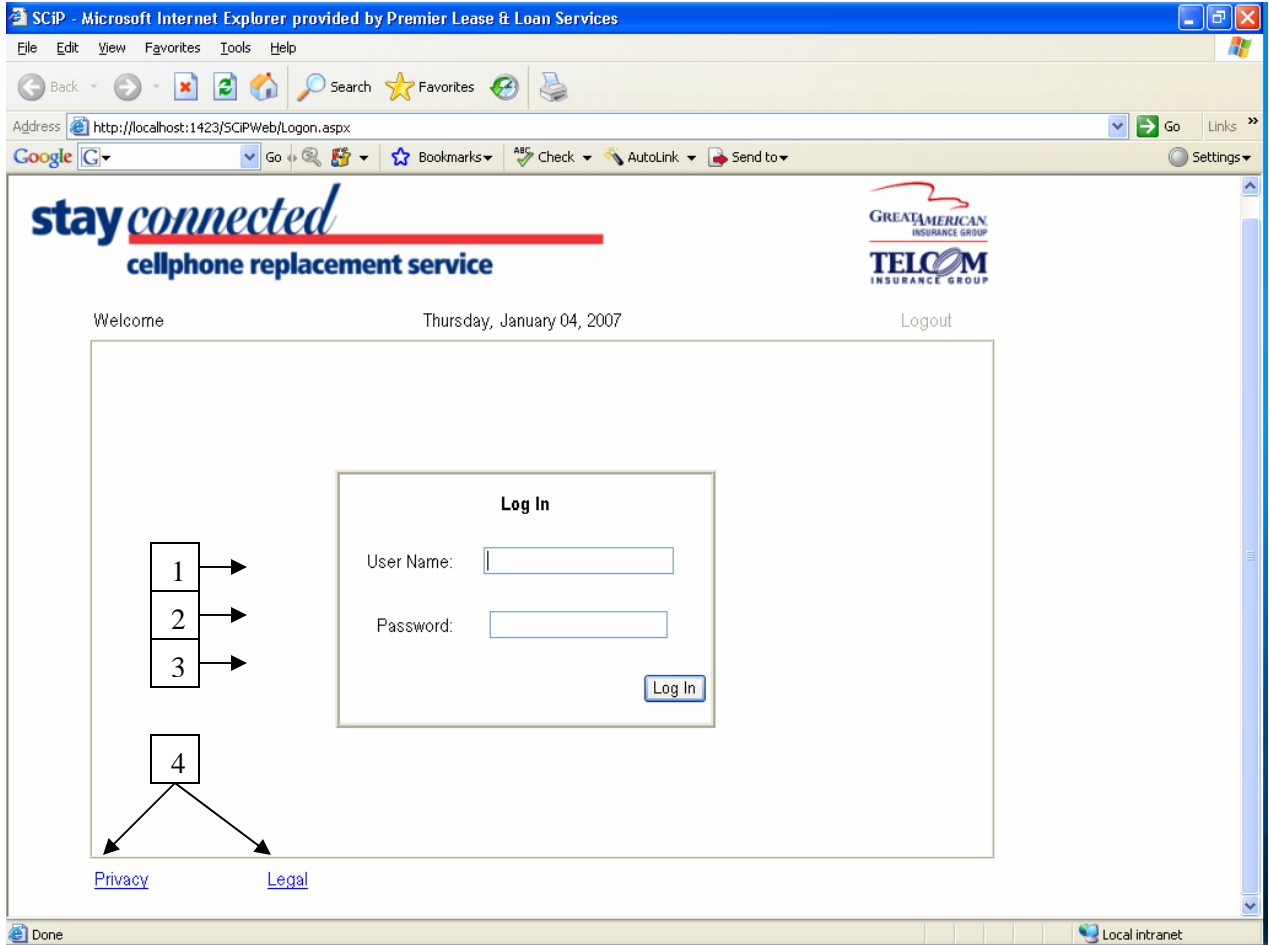 SCiP - Microsoft Internet Explorer provided by Premier Lease & Loan Services
File Edit View Favorites Tools Help
Back Search Favorites
Address http://localhost:1423/SCiPWeb/Logon.aspx Go Links »
Google G Go Bookmarks ABC Check AutoLink Send to Settings
stay connected
cellphone replacement service
GREATAMERICAN
INSURANCE GROUP
TELCOM
INSURANCE GROUP
Welcome Thursday, January 04, 2007 Logout
Log In
1 User Name:
2 Password:
3 Log In
4
Privacy Legal
Done Local intranet